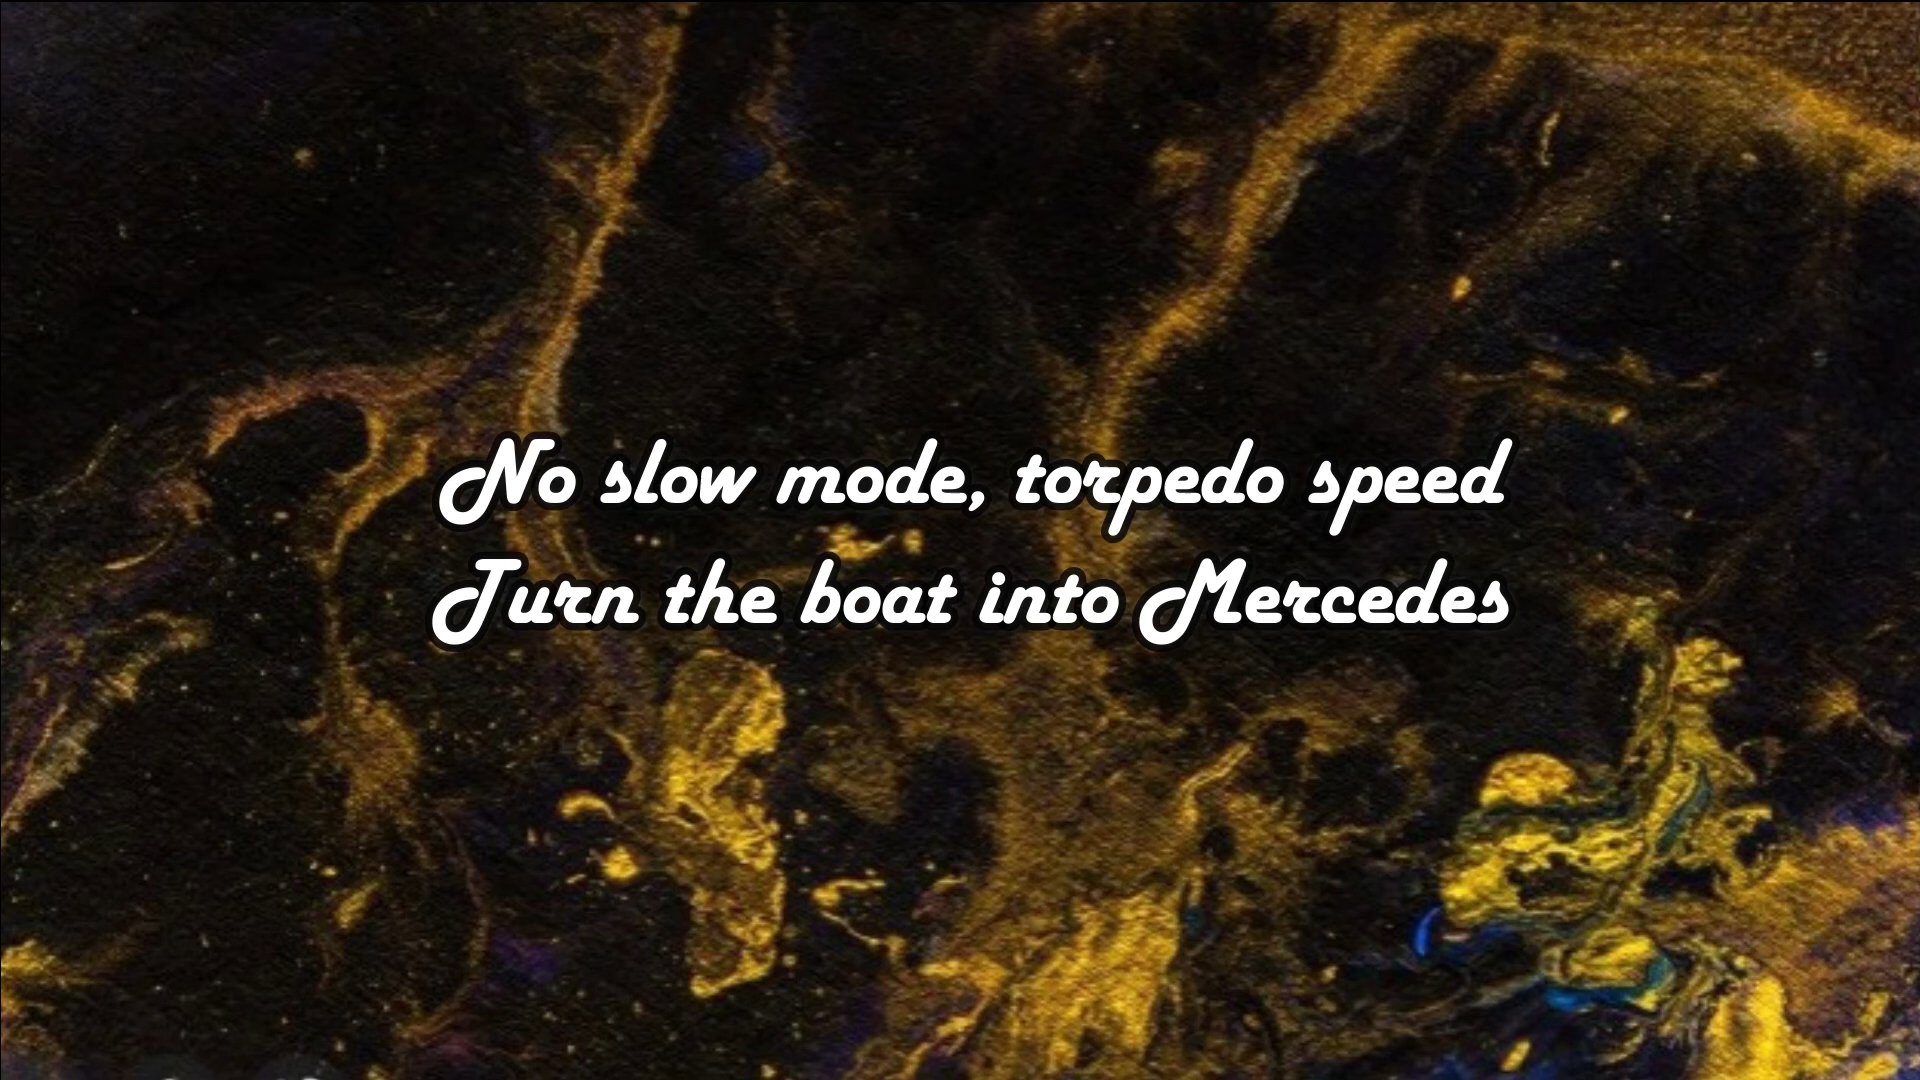 No slow mode, torpedo speed
Turn the boat into Mercedes